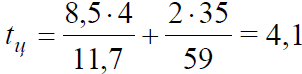 t_ц = 8,5·4/11,7 + 2·35/59 = 4,1